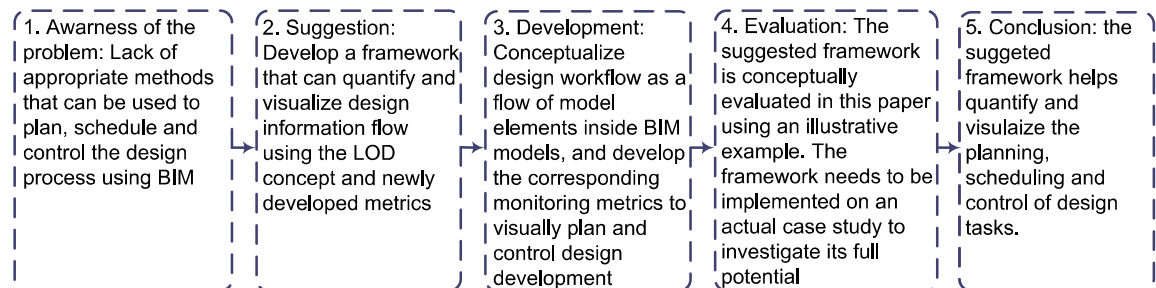 1. Awarness of the
problem: Lack of
appropriate methods
that can be used to
plan, schedule and
control the design
process using BIM
2. Suggestion:
Develop a framework
that can quantify and
visualize design
information flow
using the LOD
concept and newly
developed metrics
3. Development:
Conceptualize
design workflow as a
flow of model
elements inside BIM
models, and develop
the corresponding
monitoring metrics to
visually plan and
control design
development
4. Evaluation: The
suggested framework
is conceptually
evaluated in this paper
using an illustrative
example. The
framework needs to be
implemented on an
actual case study to
investigate its full
potential
5. Conclusion: the
suggeted
framework helps
quantify and
visulaize the
planning,
scheduling and
control of design
tasks.